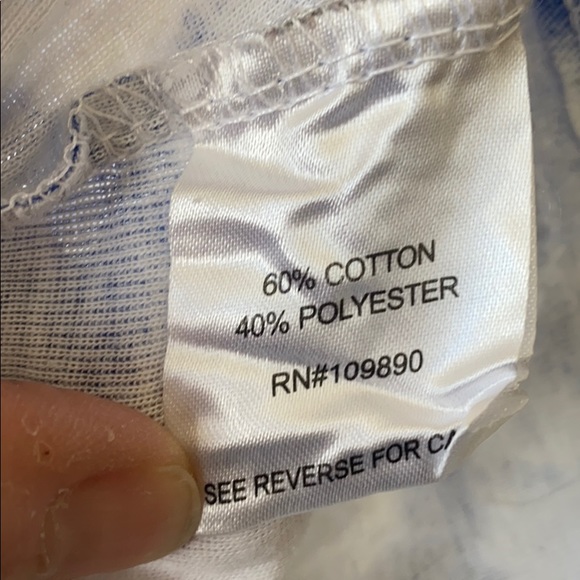 60% COTTON
40% POLYESTER
RN#109890
SEE REVERSE FOR